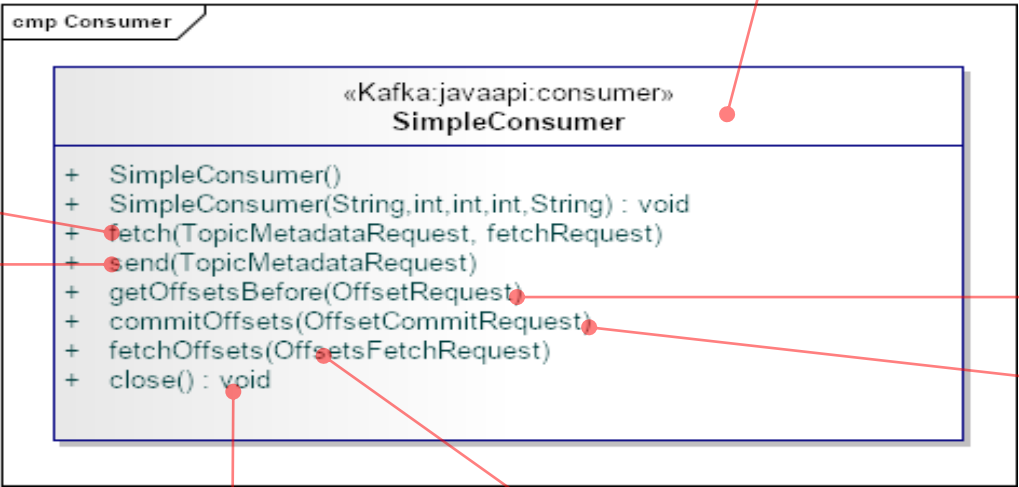 cmp Consumer
«Kafka:javaapi:consumer»
SimpleConsumer
+ SimpleConsumer()
+ SimpleConsumer(String,int,int,int,String) : void
+ fetch(TopicMetadataRequest, fetchRequest)
+ send(TopicMetadataRequest)
+ getOffsetsBefore(OffsetRequest)
+ commitOffsets(OffsetCommitRequest)
+ fetchOffsets(OffsetsFetchRequest)
+ close() : void